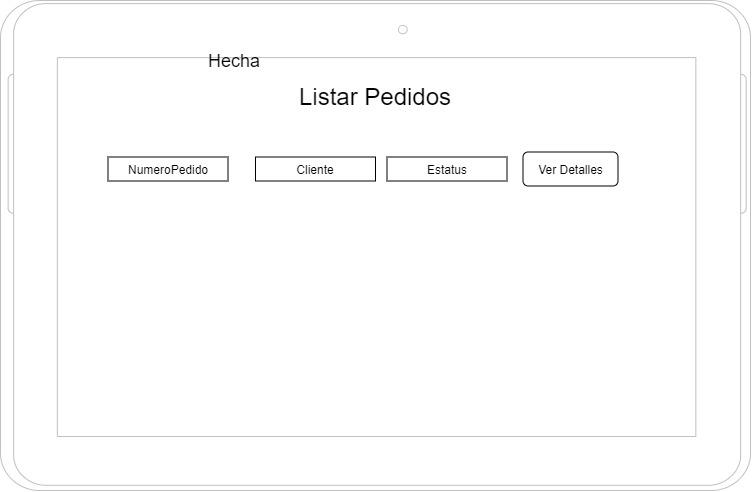 Hecha
Listar Pedidos
NumeroPedido Cliente Estatus Ver Detalles